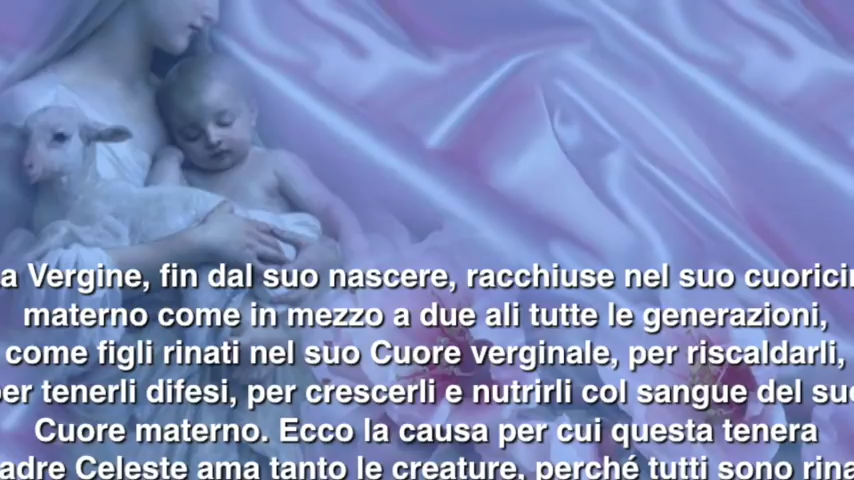 a Vergine, fin dal suo nascere, racchiuse nel suo cuorici
materno come in mezzo a due ali tutte le generazioni,
come figli rinati nel suo Cuore verginale, per riscaldarli,
per tenerli difesi, per crescerli e nutrirli col sangue del suo
Cuore materno. Ecco la causa per cui questa tenera
adre Celeste ama tanto le creature, perché tutti sono rina